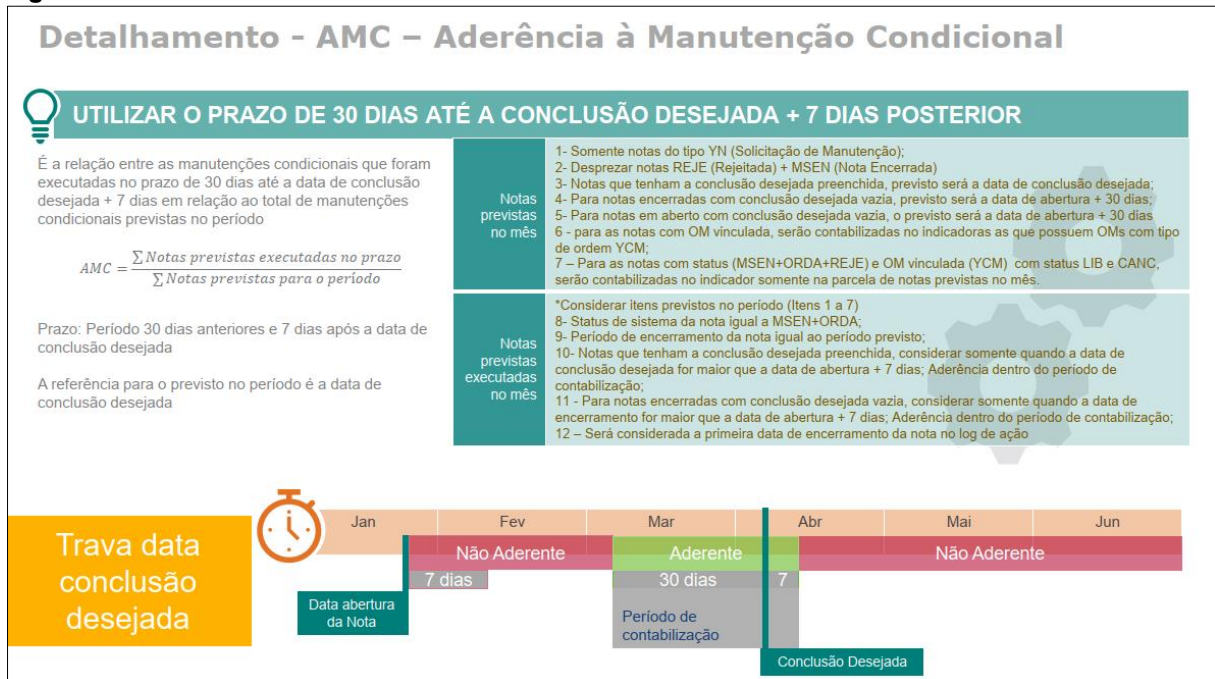 Detalhamento - AMC – Aderência à Manutenção Condicional
UTILIZAR O PRAZO DE 30 DIAS ATÉ A CONCLUSÃO DESEJADA + 7 DIAS POSTERIOR
É a relação entre as manutenções condicionais que foram
executadas no prazo de 30 dias até a data de conclusão
desejada + 7 dias em relação ao total de manutenções
condicionais previstas no período
AMC = ∑ Notas previstas executadas no prazo
∑ Notas previstas para o período
Prazo: Período 30 dias anteriores e 7 dias após a data de
conclusão desejada
A referência para o previsto no período é a data de
conclusão desejada
Notas
previstas
no mês
1- Somente notas do tipo YN (Solicitação de Manutenção);
2- Desprezar notas REJE (Rejeitada) + MSEN (Nota Encerrada)
3- Notas que tenham a conclusão desejada preenchida, previsto será a data de conclusão desejada;
4- Para notas encerradas com conclusão desejada vazia, previsto será a data de abertura + 30 dias;
5- Para notas em aberto com conclusão desejada vazia, o previsto será a data de abertura + 30 dias
6 - para as notas com OM vinculada, serão contabilizadas no indicadoras as que possuem OMs com tipo
de ordem YCM;
7 – Para as notas com status (MSEN+ORDA+REJE) e OM vinculada (YCM) com status LIB e CANC,
serão contabilizadas no indicador somente na parcela de notas previstas no mês.
Notas
previstas
executadas
no mês
*Considerar itens previstos no período (Itens 1 a 7)
8- Status de sistema da nota igual a MSEN+ORDA;
9- Período de encerramento da nota igual ao período previsto;
10- Notas que tenham a conclusão desejada preenchida, considerar somente quando a data de
conclusão desejada for maior que a data de abertura + 7 dias; Aderência dentro do período de
contabilização;
11 - Para notas encerradas com conclusão desejada vazia, considerar somente quando a data de
encerramento for maior que a data de abertura + 7 dias; Aderência dentro do período de contabilização;
12 – Será considerada a primeira data de encerramento da nota no log de ação
Trava data
conclusão
desejada
Jan Fev Mar Abr Mai Jun
Não Aderente Aderente Não Aderente
7 dias 30 dias 7
Data abertura
da Nota
Período de
contabilização
Conclusão Desejada